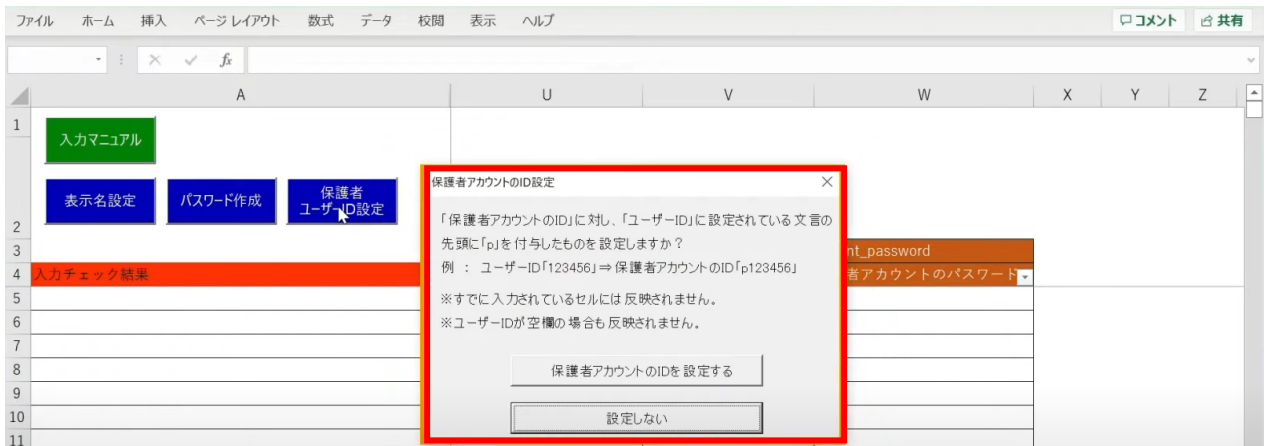 ファイル ホーム 挿入 ページ レイアウト 数式 データ 校閲 表示 ヘルプ コメント 共有
fx
A U V W X Y Z
1
入力マニュアル
表示名設定 パスワード作成 保護者
ユーザーID設定
2
保護者アカウントのID設定
「保護者アカウントのID」に対し、「ユーザーID」に設定されている文言の
先頭に「p」を付与したものを設定しますか？
例 ： ユーザーID「123456」⇒保護者アカウントのID「p123456」
※すでに入力されているセルには反映されません。
※ユーザーIDが空欄の場合も反映されません。
保護者アカウントのIDを設定する
設定しない
3 nt_password
4 入力チェック結果 者アカウントのパスワード
5
6
7
8
9
10
11